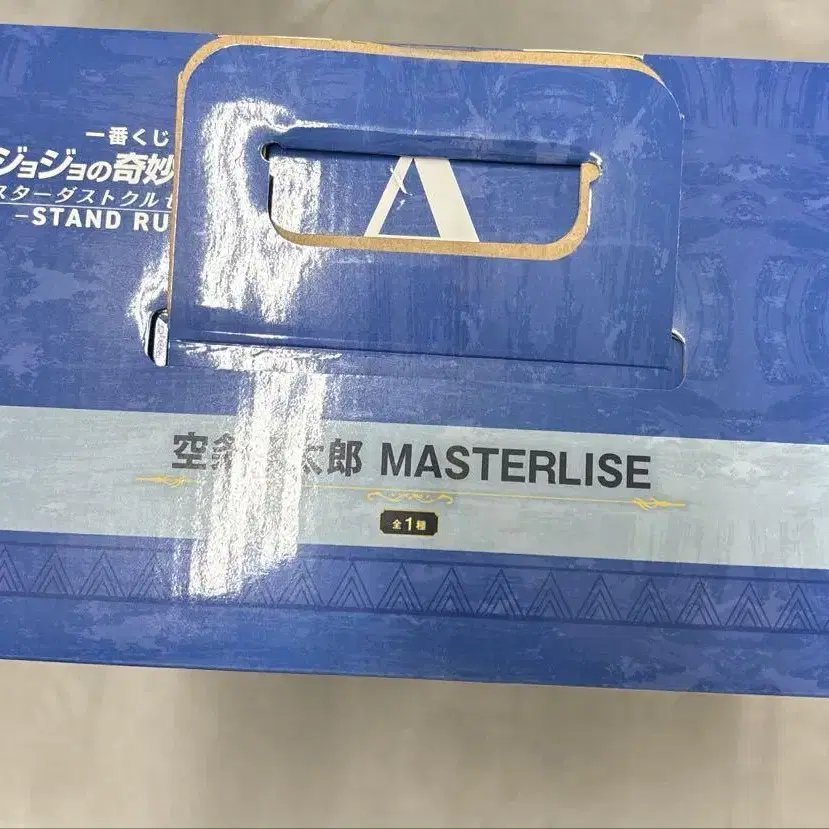 一番くじ
ジョジョの奇妙
スターダストクルセ
-STAND RU
A
空条 太郎 MASTERLISE
全1種